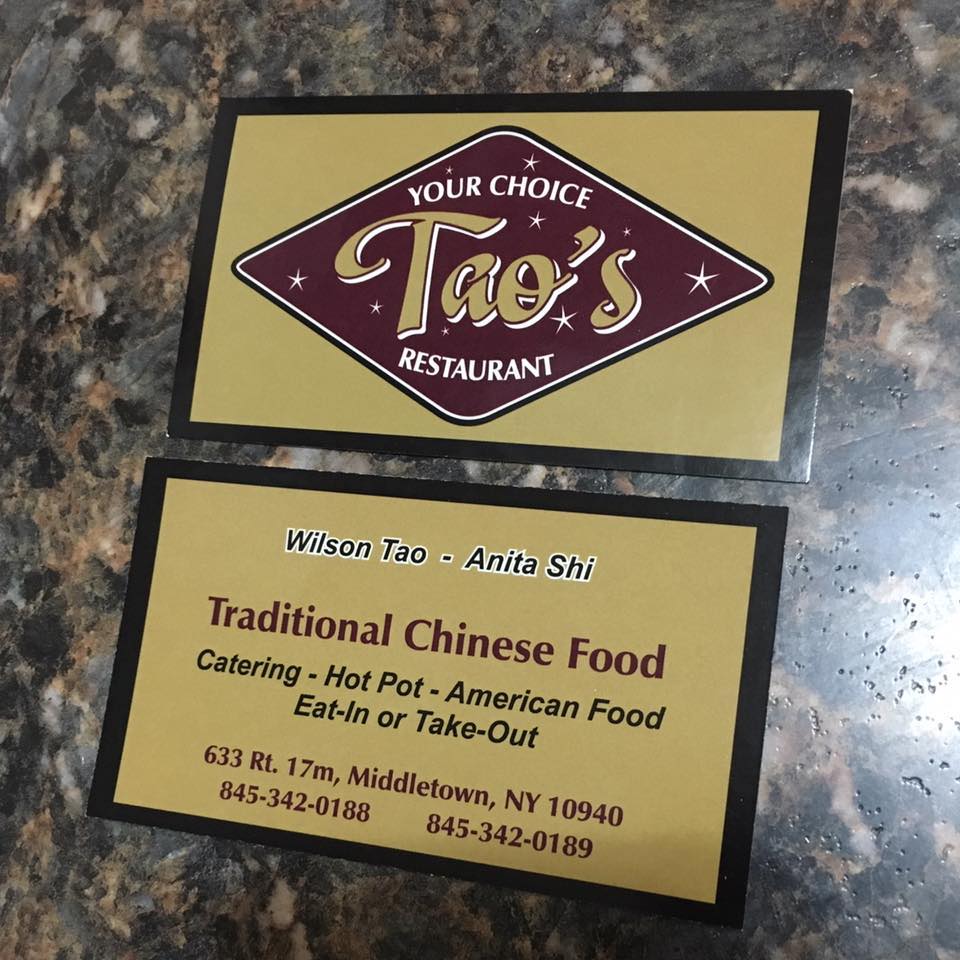 YOUR CHOICE
Tao's
RESTAURANT
Wilson Tao - Anita Shi
Traditional Chinese Food
Catering - Hot Pot - American Food
Eat-In or Take-Out
633 Rt. 17m, Middletown, NY 10940
845-342-0188 845-342-0189